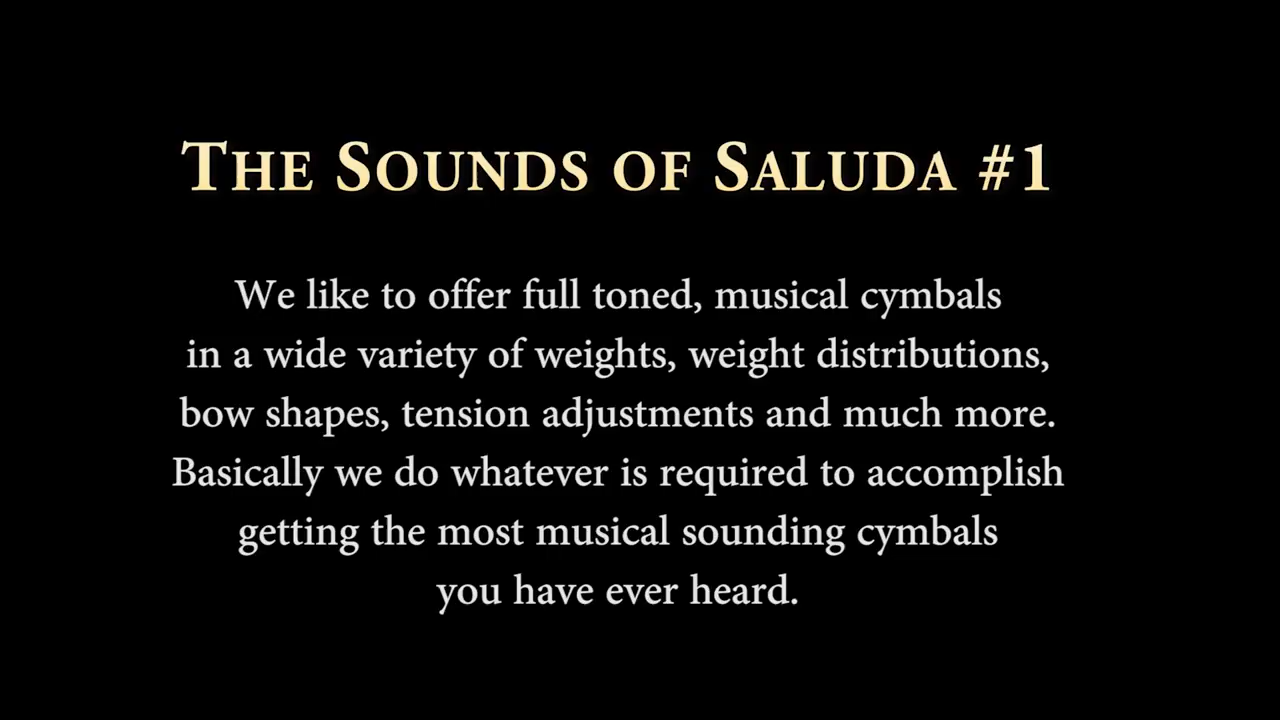 The Sounds of Saluda #1
We like to offer full toned, musical cymbals
in a wide variety of weights, weight distributions,
bow shapes, tension adjustments and much more.
Basically we do whatever is required to accomplish
getting the most musical sounding cymbals
you have ever heard.